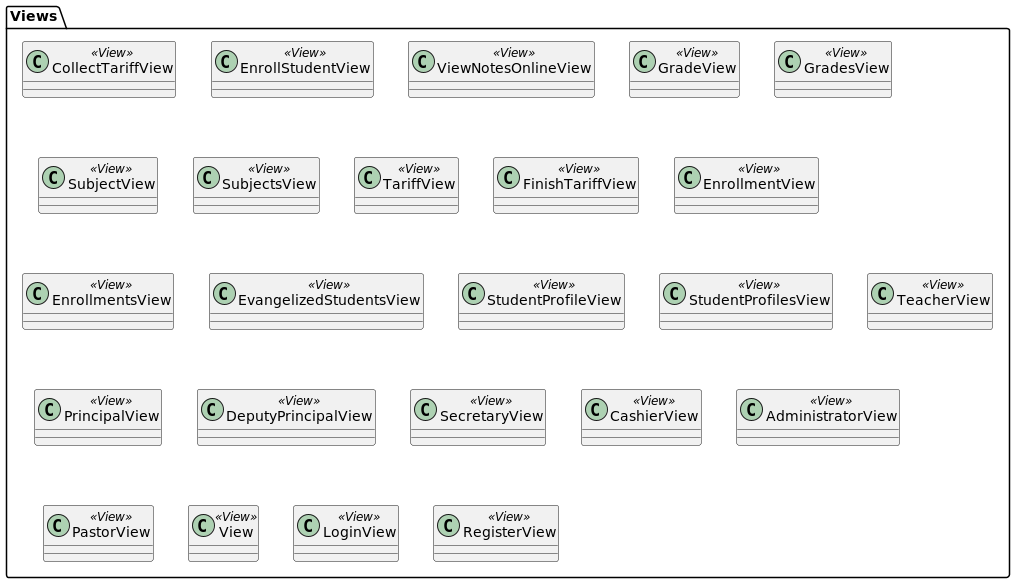 Views
«View» «View» «View» «View» «View»
C CollectTariffView C EnrollStudentView C ViewNotesOnlineView C GradeView C GradesView
«View» «View» «View» «View» «View»
C SubjectView C SubjectsView C TariffView C FinishTariffView C EnrollmentView
«View» «View» «View» «View» «View»
C EnrollmentsView C EvangelizedStudentsView C StudentProfileView C StudentProfilesView C TeacherView
«View» «View» «View» «View» «View»
C PrincipalView C DeputyPrincipalView C SecretaryView C CashierView C AdministratorView
«View» «View» «View» «View»
C PastorView C View C LoginView C RegisterView